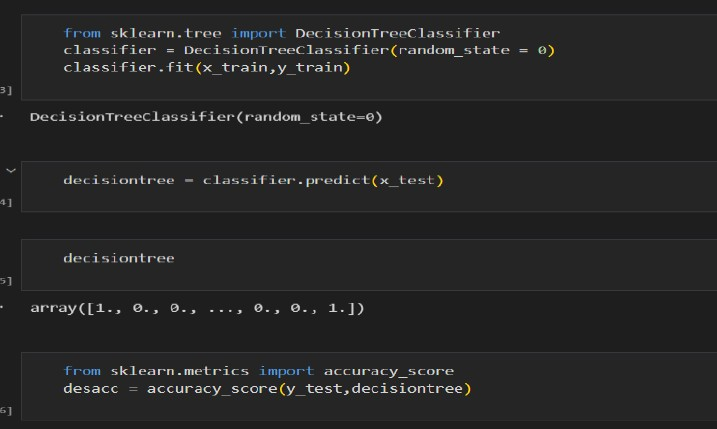 from sklearn.tree import DecisionTreeClassifier
classifier = DecisionTreeClassifier(random_state = 0)
classifier.fit(x_train,y_train)
3]
DecisionTreeClassifier(random_state=0)
decisiontree = classifier.predict(x_test)
4]
decisiontree
5]
array([1., 0., 0., ..., 0., 0., 1.])
from sklearn.metrics import accuracy_score
desacc = accuracy_score(y_test,decisiontree)
6]